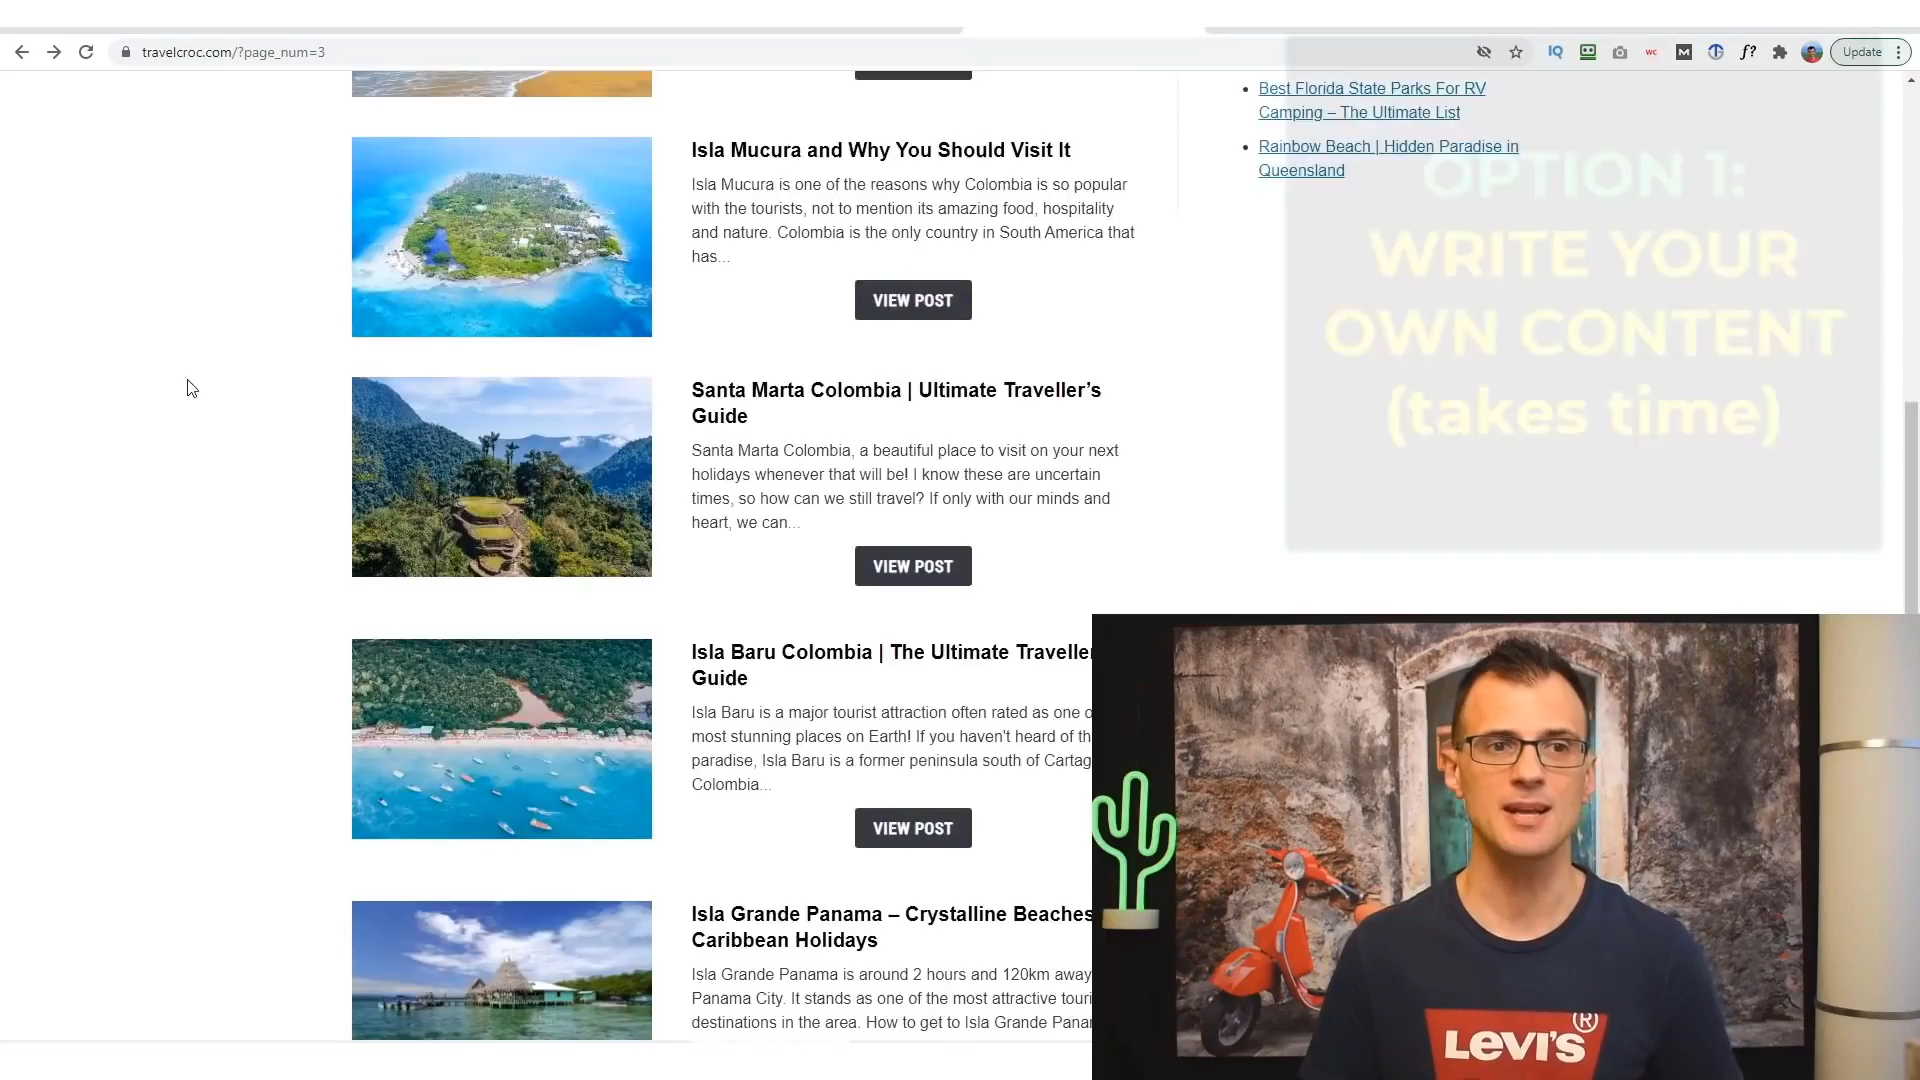 travelcroc.com/?page_num=3
IQ
wc
M
f?
Update
Best Florida State Parks For RV
Camping – The Ultimate List
Rainbow Beach | Hidden Paradise in
Queensland
OPTION 1:
WRITE YOUR
OWN CONTENT
(takes time)
Isla Mucura and Why You Should Visit It
Isla Mucura is one of the reasons why Colombia is so popular
with the tourists, not to mention its amazing food, hospitality
and nature. Colombia is the only country in South America that
has...
VIEW POST
Santa Marta Colombia | Ultimate Traveller’s
Guide
Santa Marta Colombia, a beautiful place to visit on your next
holidays whenever that will be! I know these are uncertain
times, so how can we still travel? If only with our minds and
heart, we can...
VIEW POST
Isla Baru Colombia | The Ultimate Traveller
Guide
Isla Baru is a major tourist attraction often rated as one o
most stunning places on Earth! If you haven't heard of th
paradise, Isla Baru is a former peninsula south of Cartag
Colombia...
VIEW POST
Isla Grande Panama – Crystalline Beaches
Caribbean Holidays
Isla Grande Panama is around 2 hours and 120km away
Panama City. It stands as one of the most attractive touri
destinations in the area. How to get to Isla Grande Panam
LEVI'S®